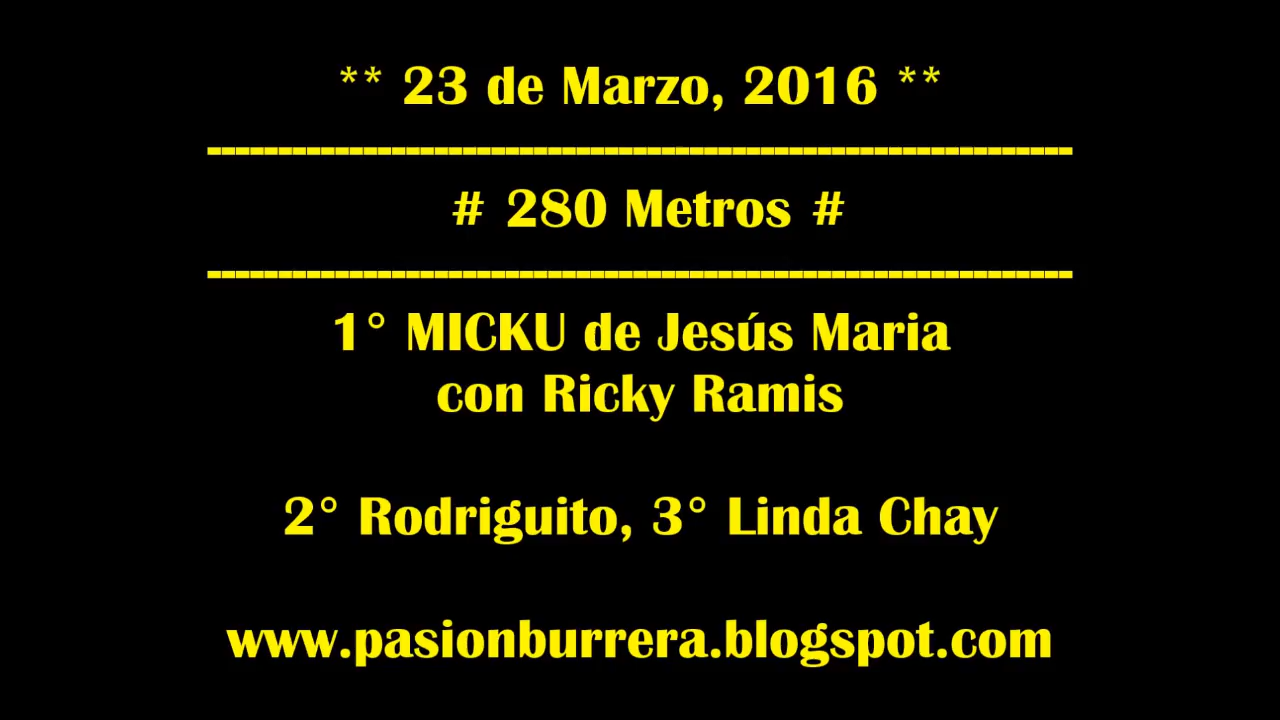 ** 23 de Marzo, 2016 **
-------------------------------------------------------------
# 280 Metros #
-------------------------------------------------------------
1° MICKU de Jesús Maria
con Ricky Ramis
2° Rodriguito, 3° Linda Chay
www.pasionburrera.blogspot.com